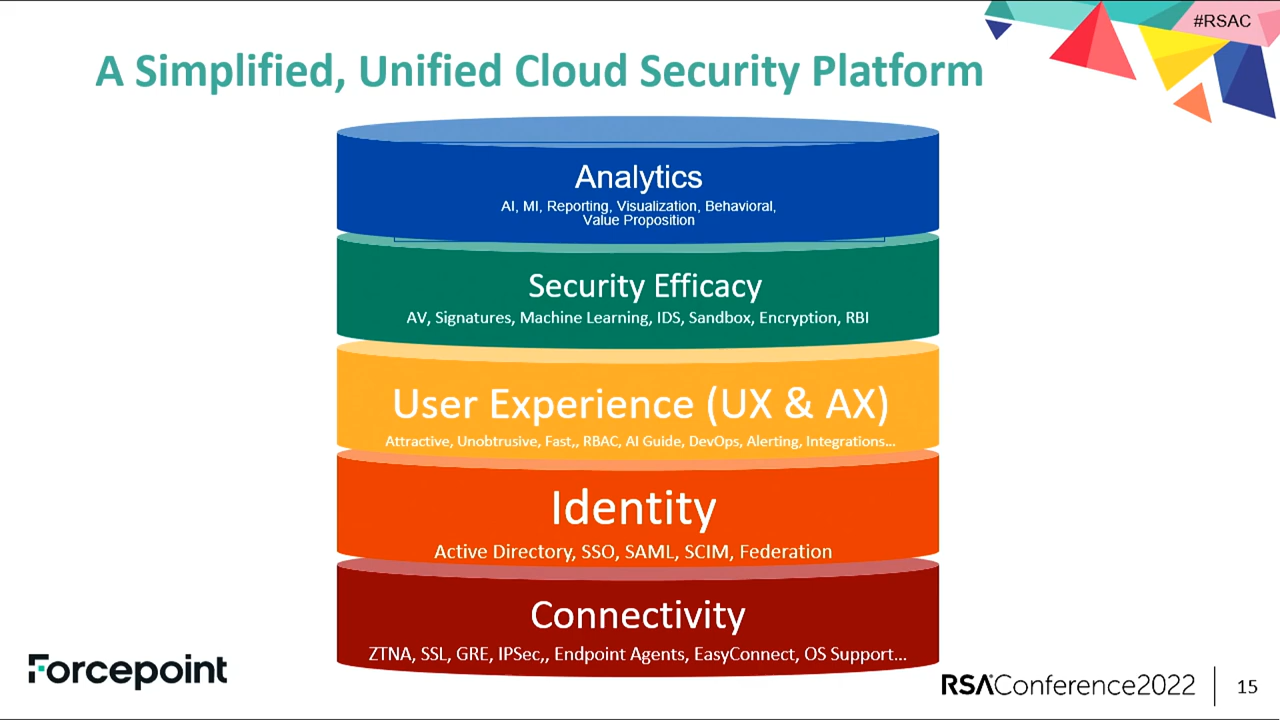 #RSAC
A Simplified, Unified Cloud Security Platform
Analytics
AI, MI, Reporting, Visualization, Behavioral,
Value Proposition
Security Efficacy
AV, Signatures, Machine Learning, IDS, Sandbox, Encryption, RBI
User Experience (UX & AX)
Attractive, Unobtrusive, Fast,, RBAC, AI Guide, DevOps, Alerting, Integrations…
Identity
Active Directory, SSO, SAML, SCIM, Federation
Connectivity
ZTNA, SSL, GRE, IPSec,, Endpoint Agents, EasyConnect, OS Support…
Forcepoint
RSAConference2022
15